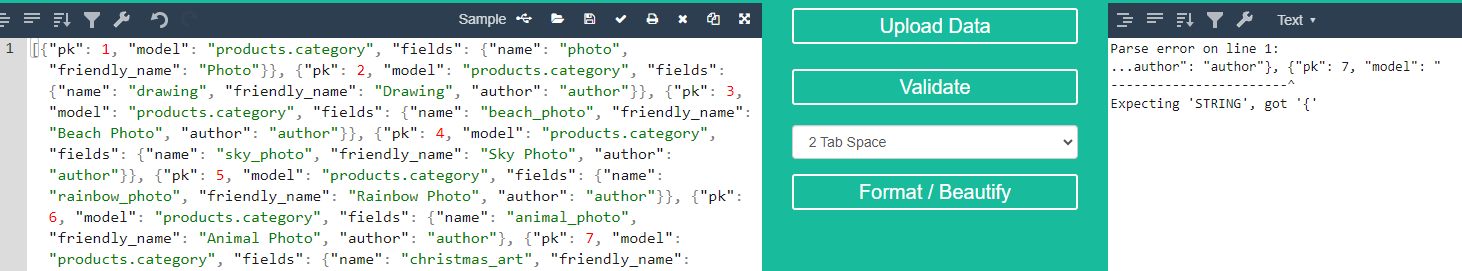 Sample
1 [{"pk": 1, "model": "products.category", "fields": {"name": "photo",
"friendly_name": "Photo"}}, {"pk": 2, "model": "products.category", "fields":
{"name": "drawing", "friendly_name": "Drawing", "author": "author"}}, {"pk": 3,
"model": "products.category", "fields": {"name": "beach_photo", "friendly_name":
"Beach Photo", "author": "author"}}, {"pk": 4, "model": "products.category",
"fields": {"name": "sky_photo", "friendly_name": "Sky Photo", "author":
"author"}}, {"pk": 5, "model": "products.category", "fields": {"name":
"rainbow_photo", "friendly_name": "Rainbow Photo", "author": "author"}}, {"pk":
6, "model": "products.category", "fields": {"name": "animal_photo",
"friendly_name": "Animal Photo", "author": "author"}, {"pk": 7, "model":
"products.category", "fields": {"name": "christmas_art", "friendly_name":
Upload Data
Validate
2 Tab Space
Format / Beautify
Text
Parse error on line 1:
...author": "author"}, {"pk": 7, "model": "
-----------------------^
Expecting 'STRING', got '{'